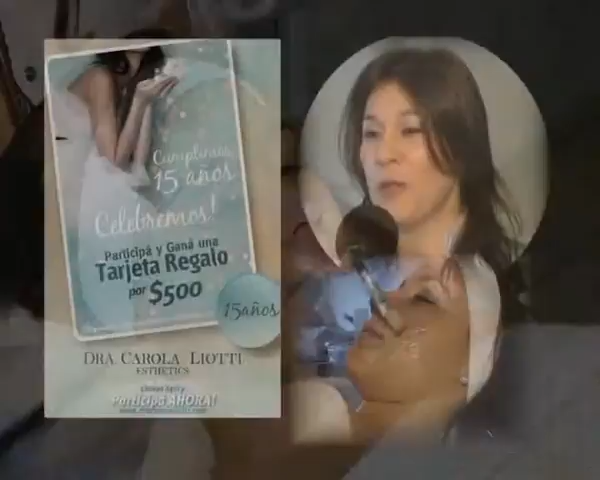 Cumplimos
15 años
Celebremos!
Participá y Ganá una
Tarjeta Regalo
por $500
15años
DRA CAROLA LIOTTI
ESTHETICS
Participá AHORA!